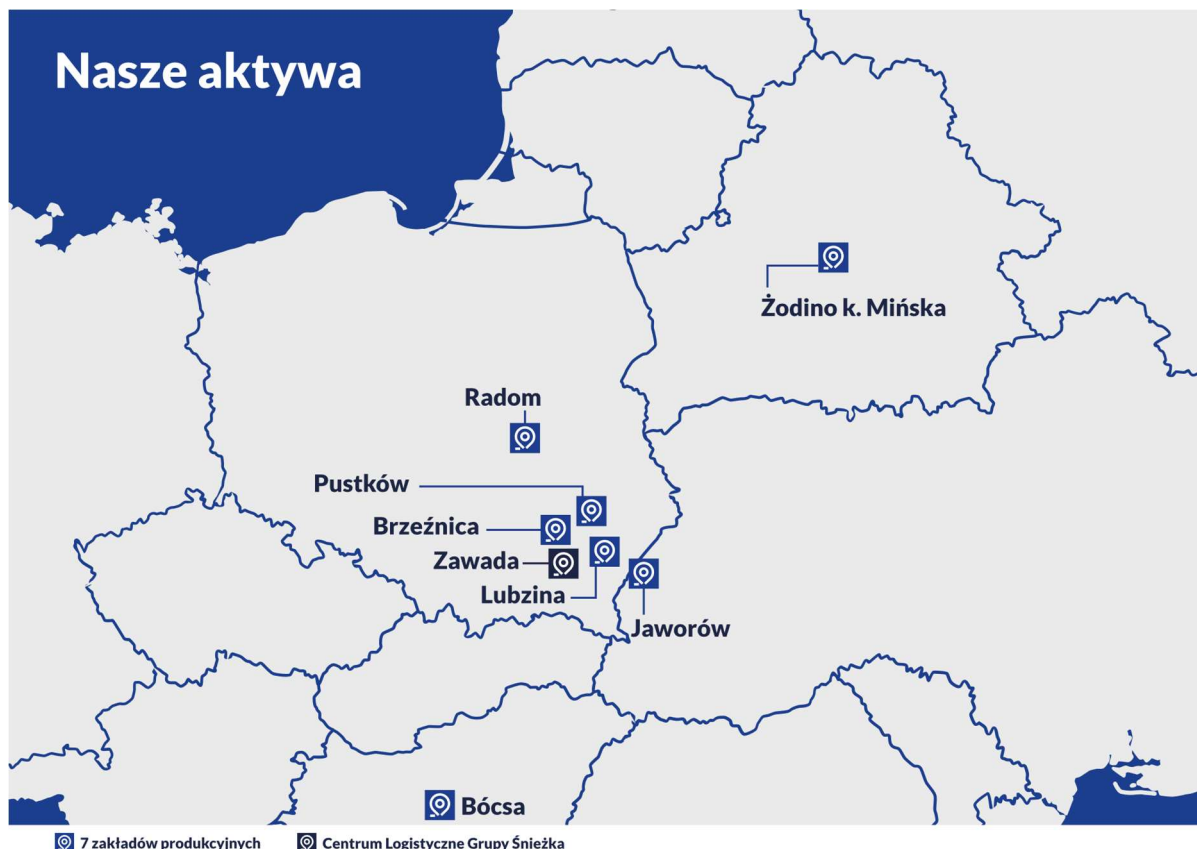 Nasze aktywa
Żodino k. Mińska
Radom
Pustków
Brzeźnica
Zawada
Lubzina
Jaworów
Bócsa
7 zakładów produkcyjnych
Centrum Logistyczne Grupy Śnieżka